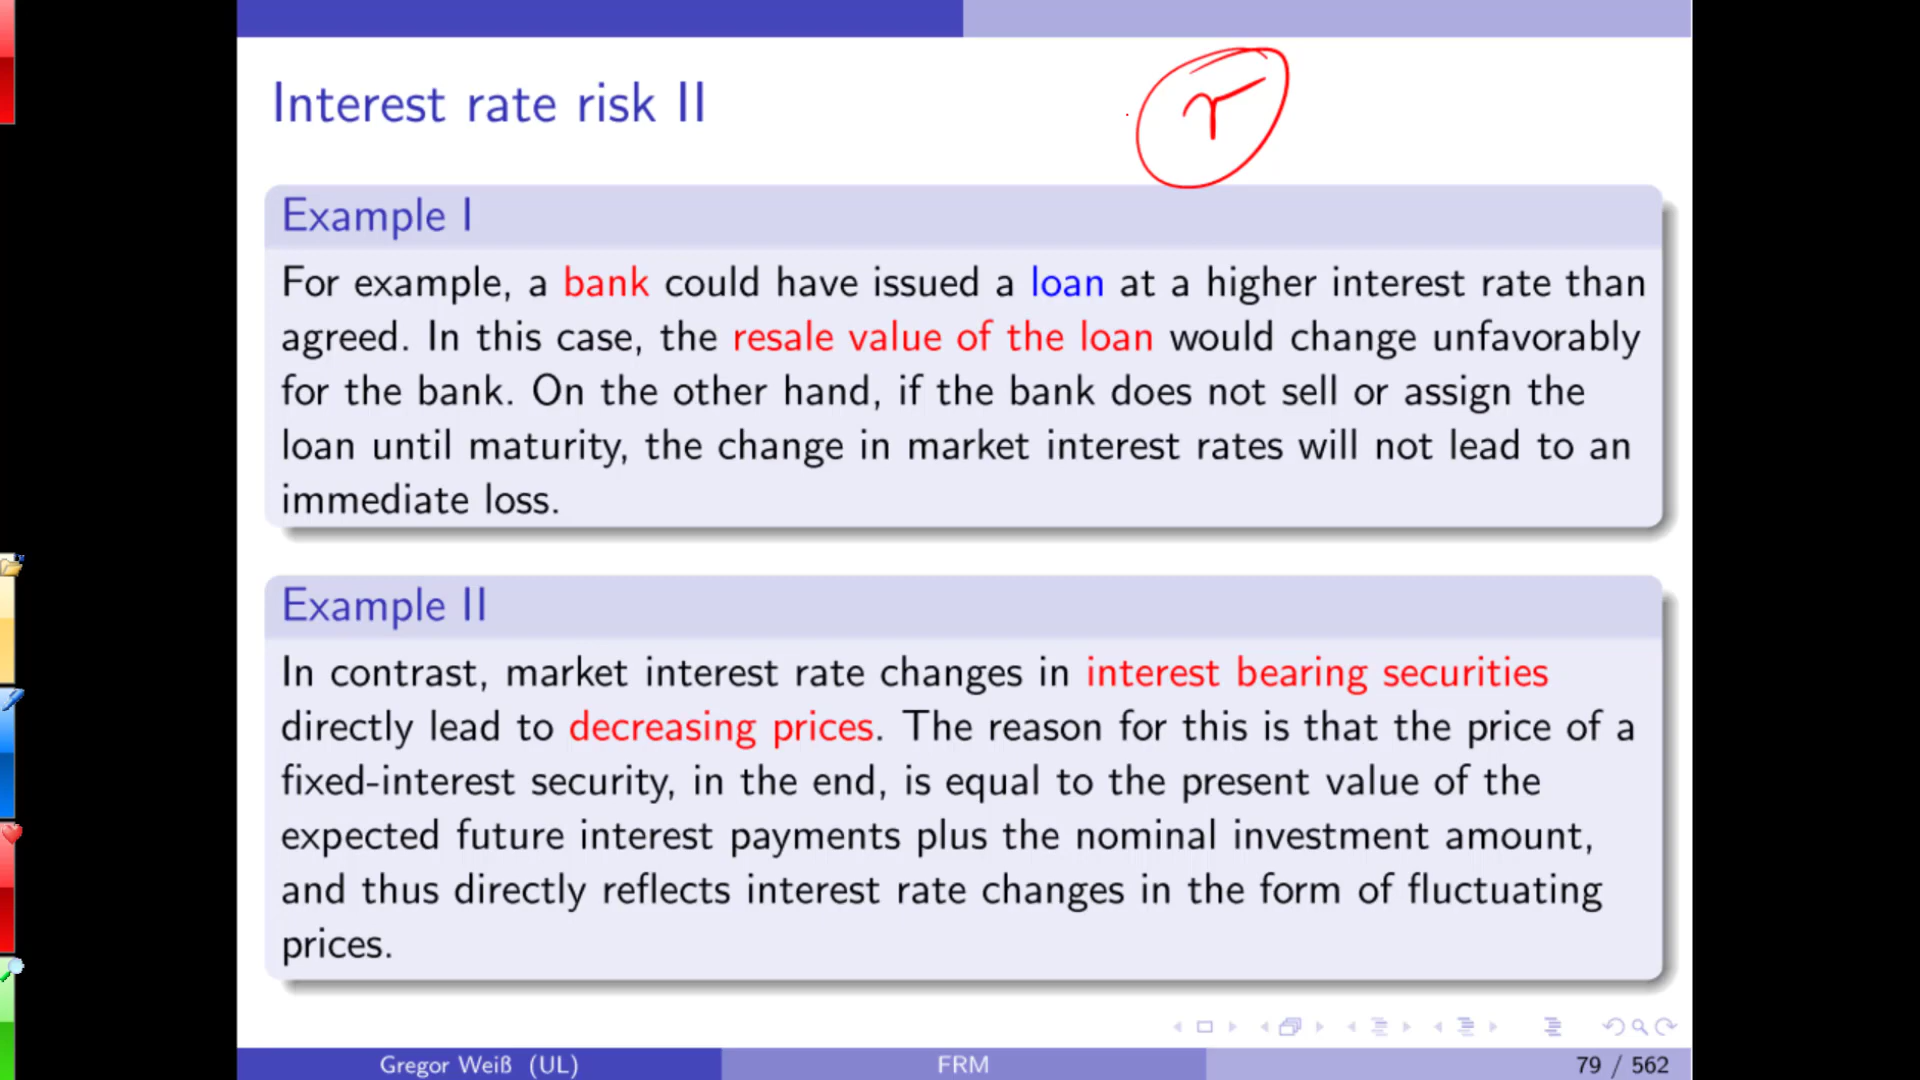 Interest rate risk II
r
Example I
For example, a bank could have issued a loan at a higher interest rate than
agreed. In this case, the resale value of the loan would change unfavorably
for the bank. On the other hand, if the bank does not sell or assign the
loan until maturity, the change in market interest rates will not lead to an
immediate loss.
Example II
In contrast, market interest rate changes in interest bearing securities
directly lead to decreasing prices. The reason for this is that the price of a
fixed-interest security, in the end, is equal to the present value of the
expected future interest payments plus the nominal investment amount,
and thus directly reflects interest rate changes in the form of fluctuating
prices.
Gregor Weiß (UL)
FRM
79 / 562